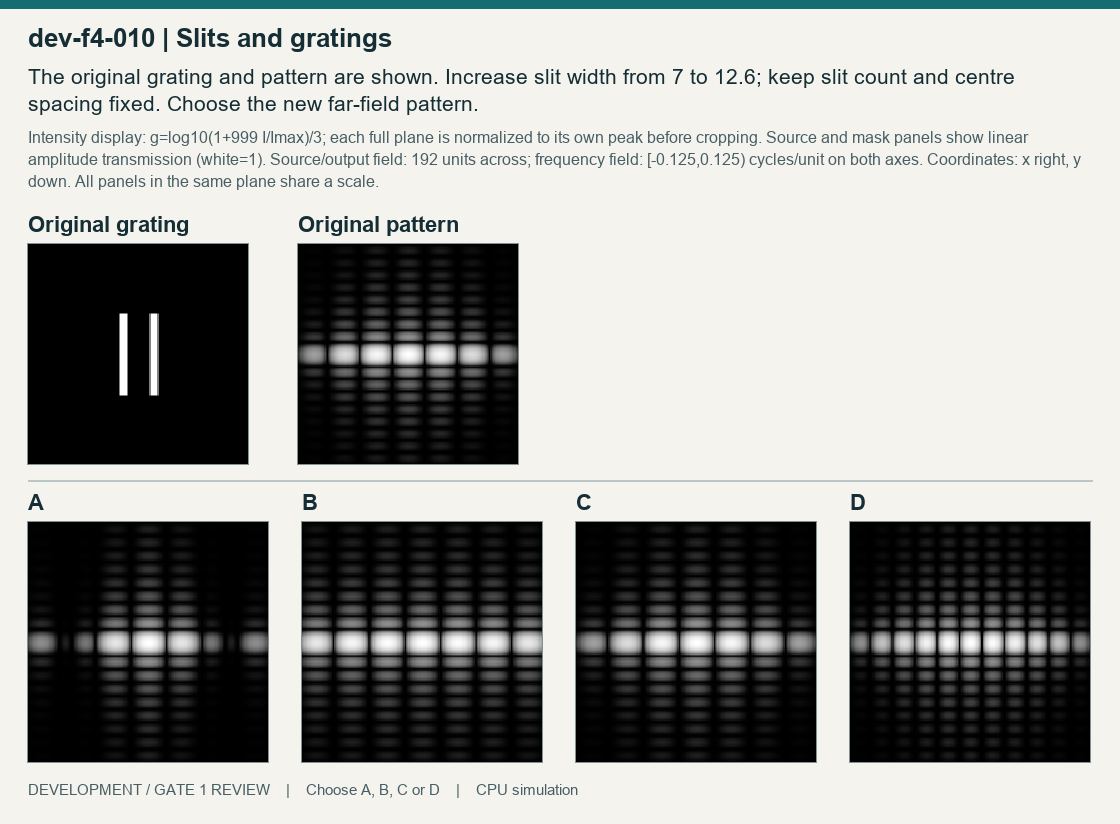 dev-f4-010 | Slits and gratings
The original grating and pattern are shown. Increase slit width from 7 to 12.6; keep slit count and centre
spacing fixed. Choose the new far-field pattern.
Intensity display: g=log10(1+999 I/Imax)/3; each full plane is normalized to its own peak before cropping. Source and mask panels show linear
amplitude transmission (white=1). Source/output field: 192 units across; frequency field: [-0.125,0.125) cycles/unit on both axes. Coordinates: x right, y
down. All panels in the same plane share a scale.
Original grating
Original pattern
A
B
C
D
DEVELOPMENT / GATE 1 REVIEW | Choose A, B, C or D | CPU simulation